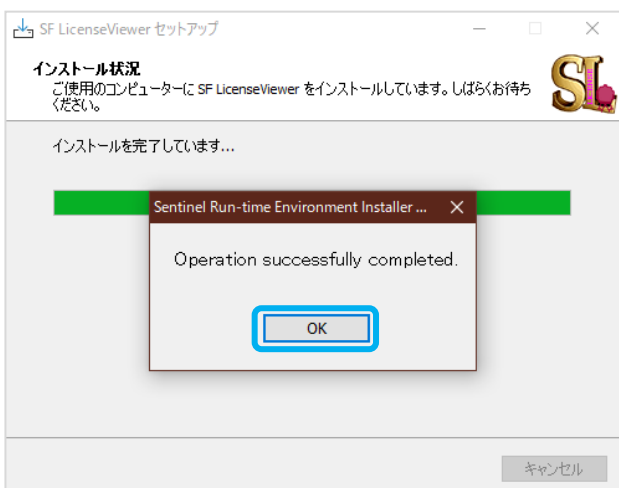 SF LicenseViewer セットアップ
インストール状況
ご使用のコンピューターに SF LicenseViewer をインストールしています。しばらくお待ち
ください。
SL
インストールを完了しています...
Sentinel Run-time Environment Installer ...
Operation successfully completed.
OK
キャンセル